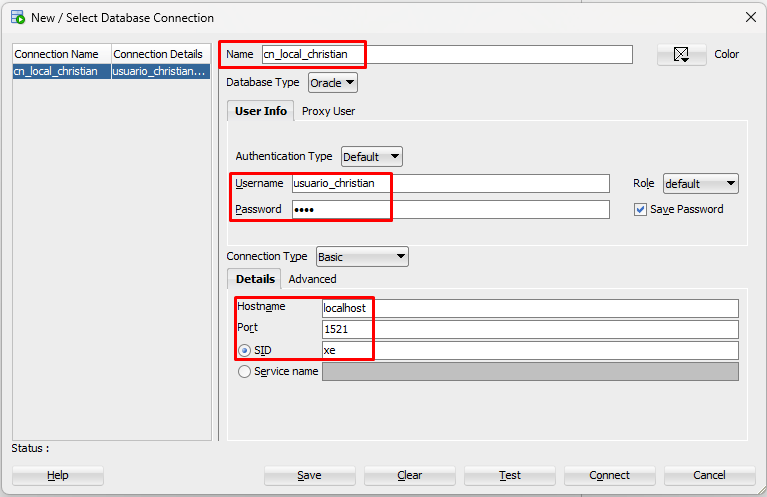 New / Select Database Connection
Connection Name Connection Details
cn_local_christian usuario_christian...
Name cn_local_christian Color
Database Type Oracle
User Info Proxy User
Authentication Type Default
Username usuario_christian Role default
Password •••• Save Password
Connection Type Basic
Details Advanced
Hostname localhost
Port 1521
SID xe
Service name
Status :
Help Save Clear Test Connect Cancel